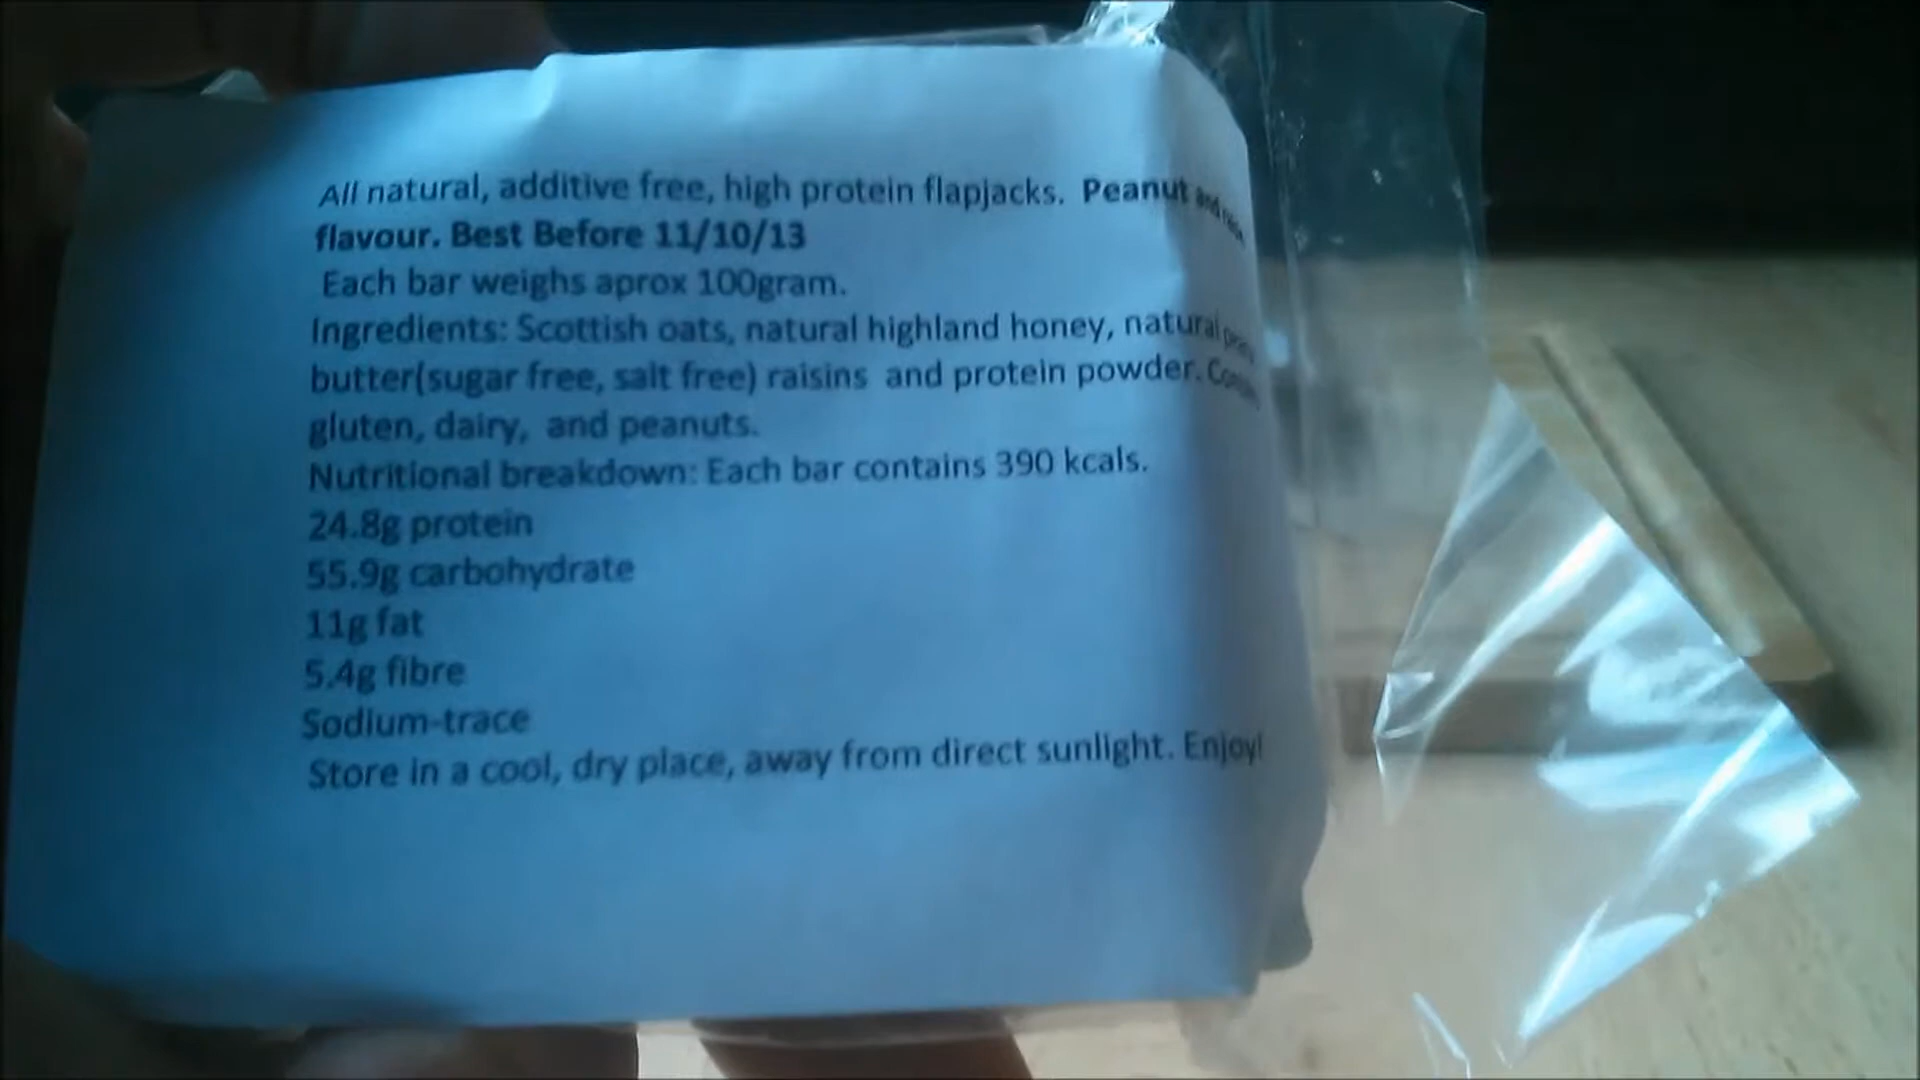 All natural, additive free, high protein flapjacks. Peanut and
flavour. Best Before 11/10/13
Each bar weighs aprox 100gram.
Ingredients: Scottish oats, natural highland honey, natural
butter(sugar free, salt free) raisins and protein powder.
gluten, dairy, and peanuts.
Nutritional breakdown: Each bar contains 390 kcals.
24.8g protein
55.9g carbohydrate
11g fat
5.4g fibre
Sodium-trace
Store in a cool, dry place, away from direct sunlight. Enjoy!